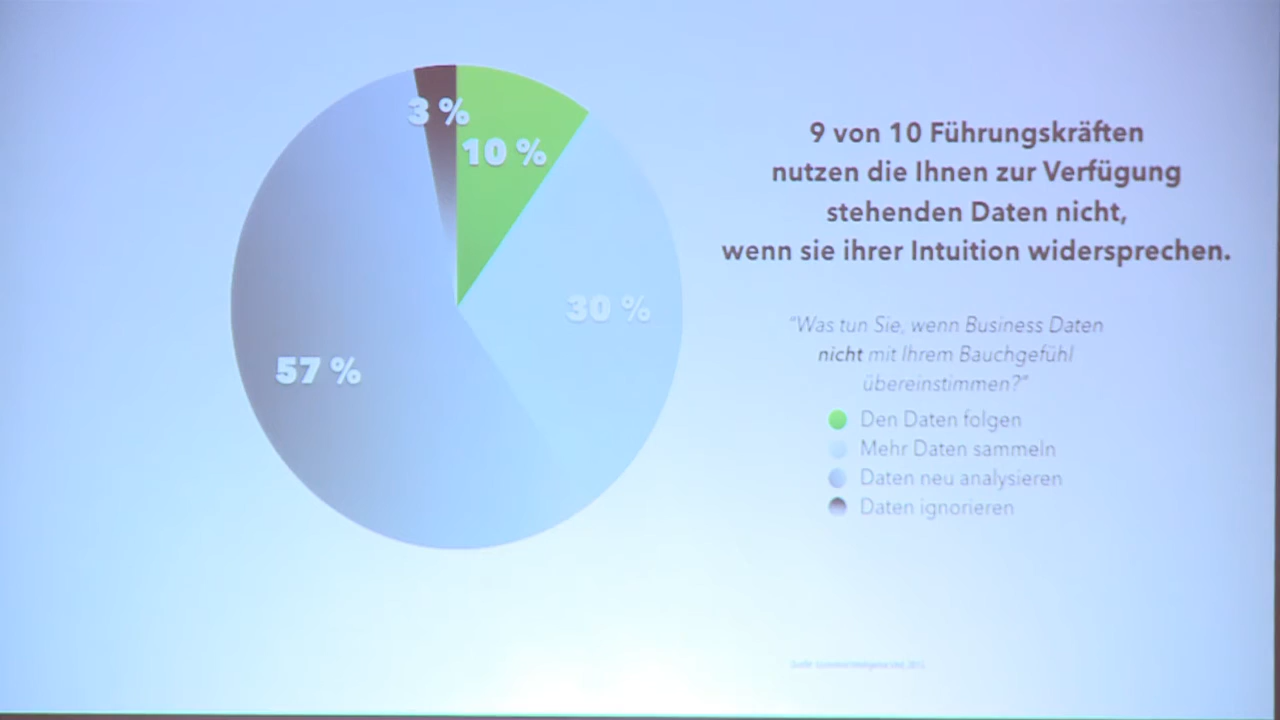 3 %
10 %
30 %
57 %
9 von 10 Führungskräften
nutzen die Ihnen zur Verfügung
stehenden Daten nicht,
wenn sie ihrer Intuition widersprechen.
"Was tun Sie, wenn Business Daten
nicht mit Ihrem Bauchgefühl
übereinstimmen?"
Den Daten folgen
Mehr Daten sammeln
Daten neu analysieren
Daten ignorieren